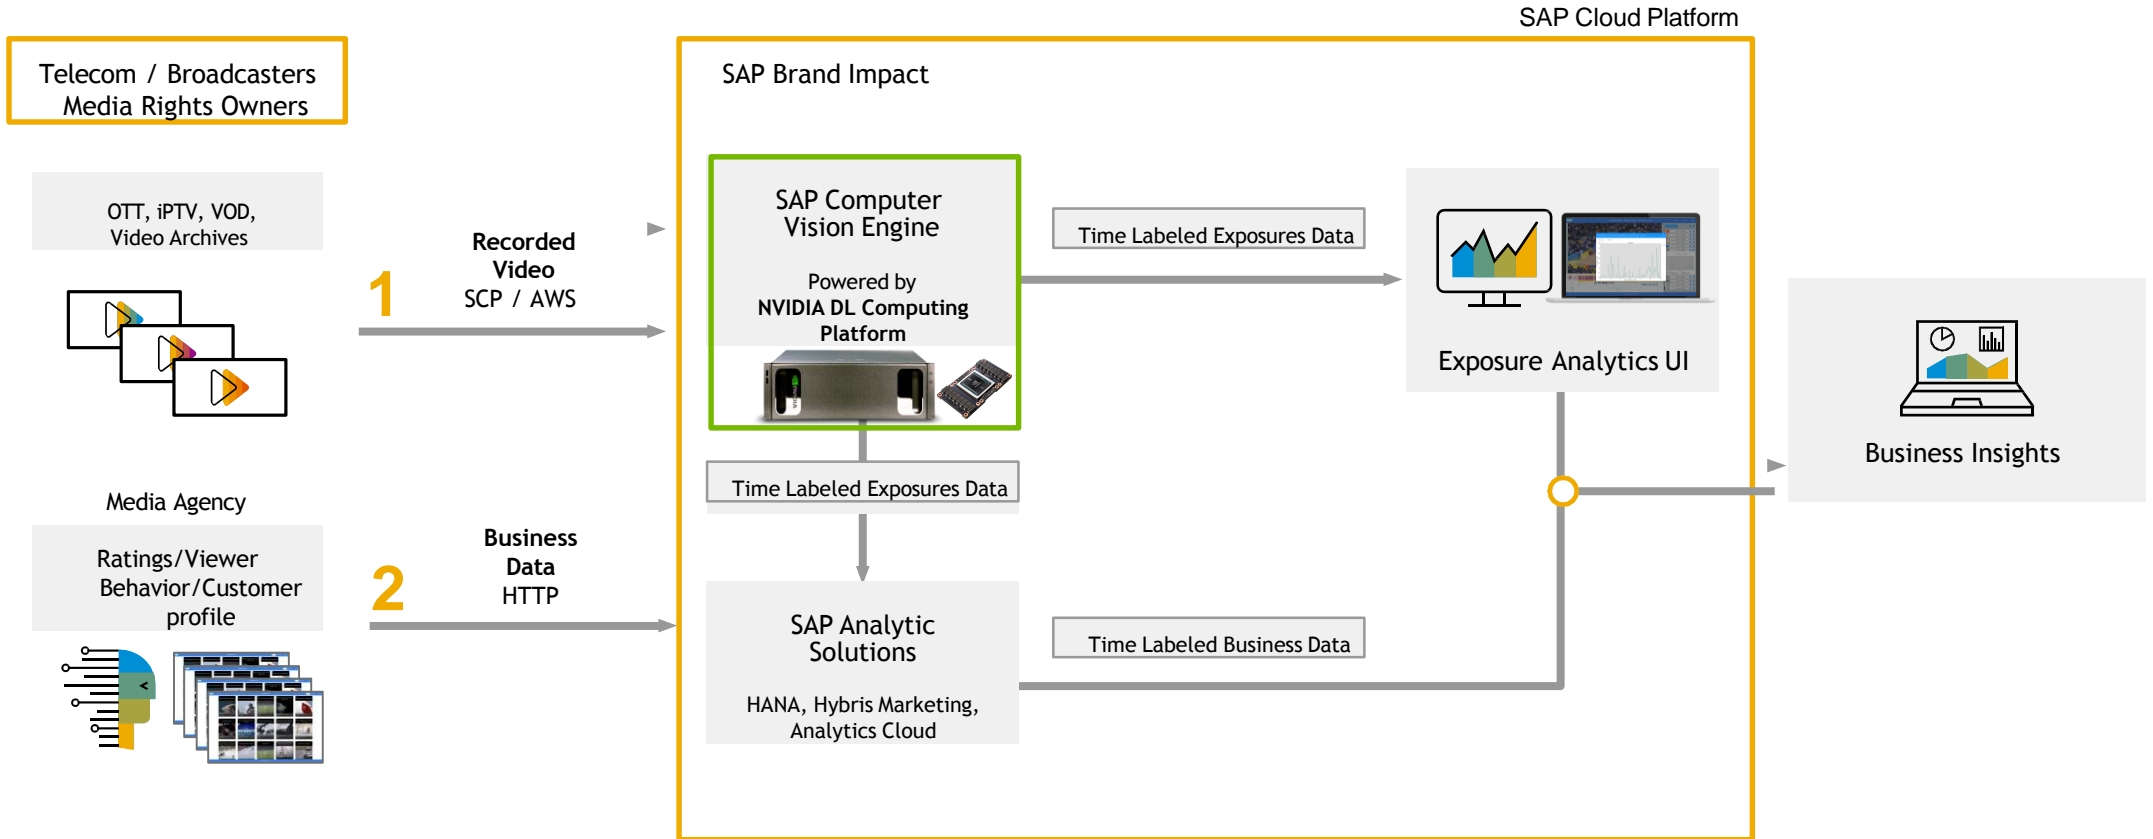 SAP Cloud Platform
Telecom / Broadcasters
Media Rights Owners
SAP Brand Impact
OTT, iPTV, VOD,
Video Archives
1
Recorded
Video
SCP / AWS
SAP Computer
Vision Engine
Powered by
NVIDIA DL Computing
Platform
Time Labeled Exposures Data
Exposure Analytics UI
Business Insights
Time Labeled Exposures Data
Media Agency
Ratings/Viewer
Behavior/Customer
profile
2
Business
Data
HTTP
SAP Analytic
Solutions
HANA, Hybris Marketing,
Analytics Cloud
Time Labeled Business Data